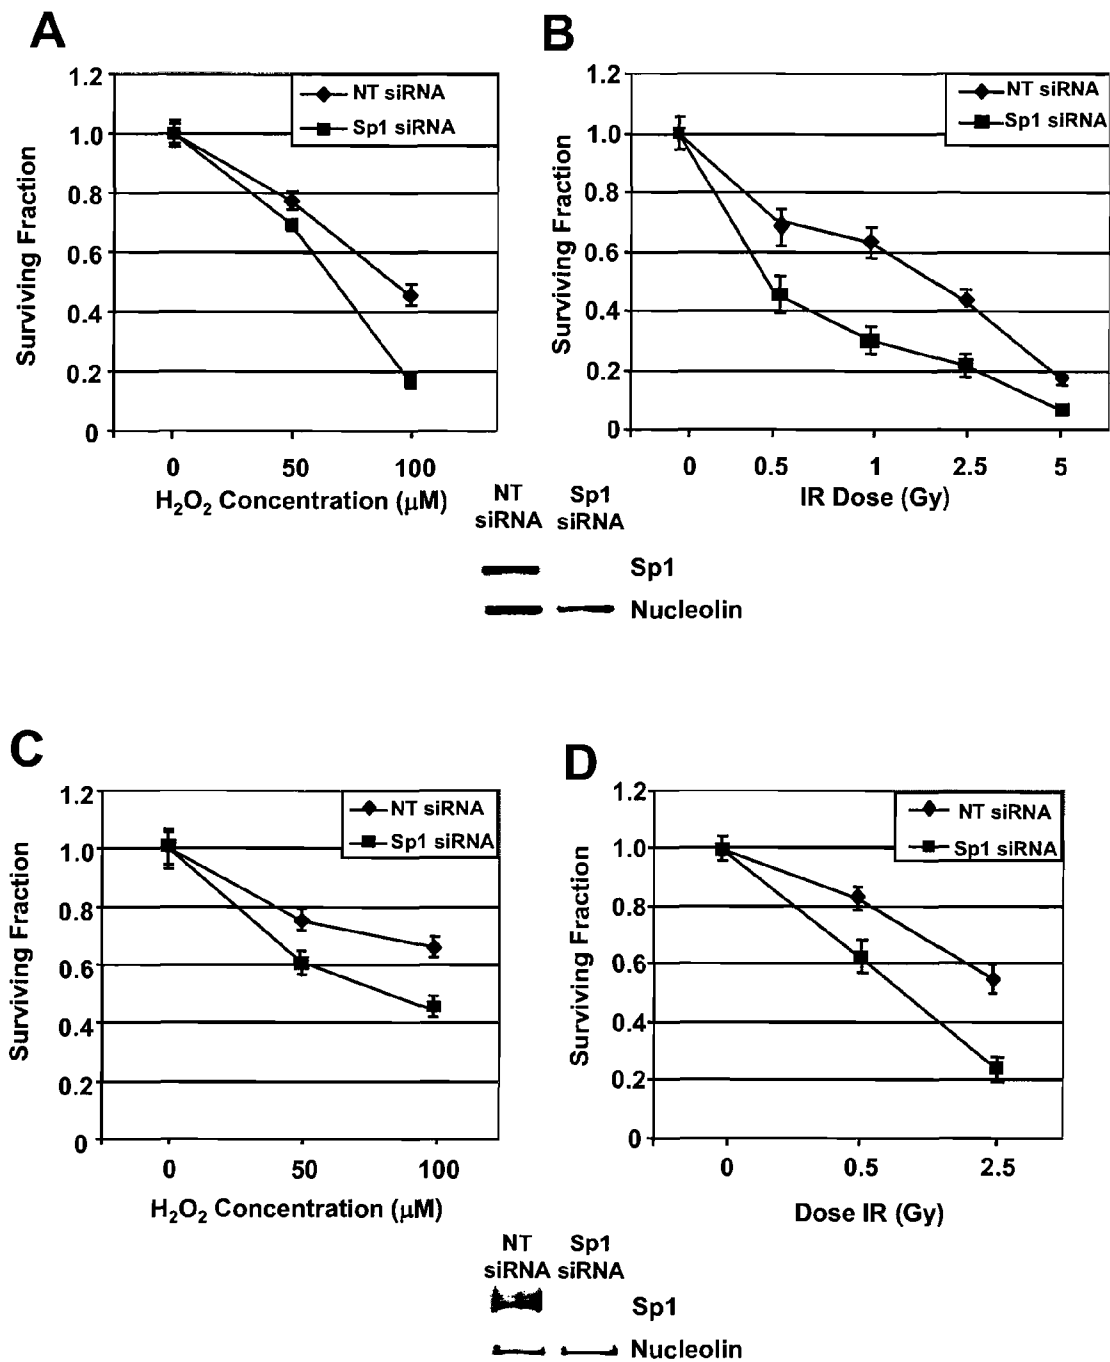 A
1.2
1.0
0.8
0.6
0.4
0.2
0
Surviving Fraction
NT siRNA
Sp1 siRNA
0 50 100
H₂O₂ Concentration (μM)
B
1.2
1.0
0.8
0.6
0.4
0.2
0
Surviving Fraction
NT siRNA
Sp1 siRNA
0 0.5 1 2.5 5
IR Dose (Gy)
NT Sp1
siRNA siRNA
Sp1
Nucleolin
C
1.2
1.0
0.8
0.6
0.4
0.2
0
Surviving Fraction
NT siRNA
Sp1 siRNA
0 50 100
H₂O₂ Concentration (μM)
D
1.2
1.0
0.8
0.6
0.4
0.2
0
Surviving Fraction
NT siRNA
Sp1 siRNA
0 0.5 2.5
Dose IR (Gy)
NT Sp1
siRNA siRNA
Sp1
Nucleolin